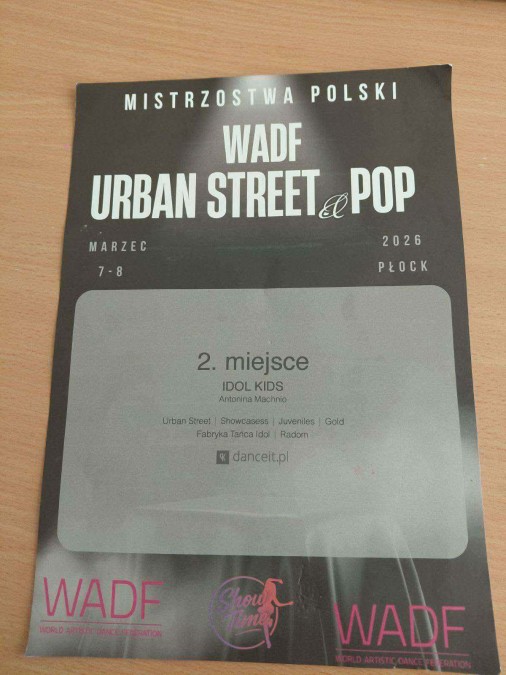 MISTRZOSTWA POLSKI
WADF
URBAN STREET & POP
MARZEC
7-8
2026
PŁOCK
2. miejsce
IDOL KIDS
Antonina Machnio
Urban Street | Showcasess | Juveniles | Gold
Fabryka Tańca Idol | Radom
danceit.pl
WADF
WORLD ARTISTIC DANCE FEDERATION
Show Time
WADF
WORLD ARTISTIC DANCE FEDERATION